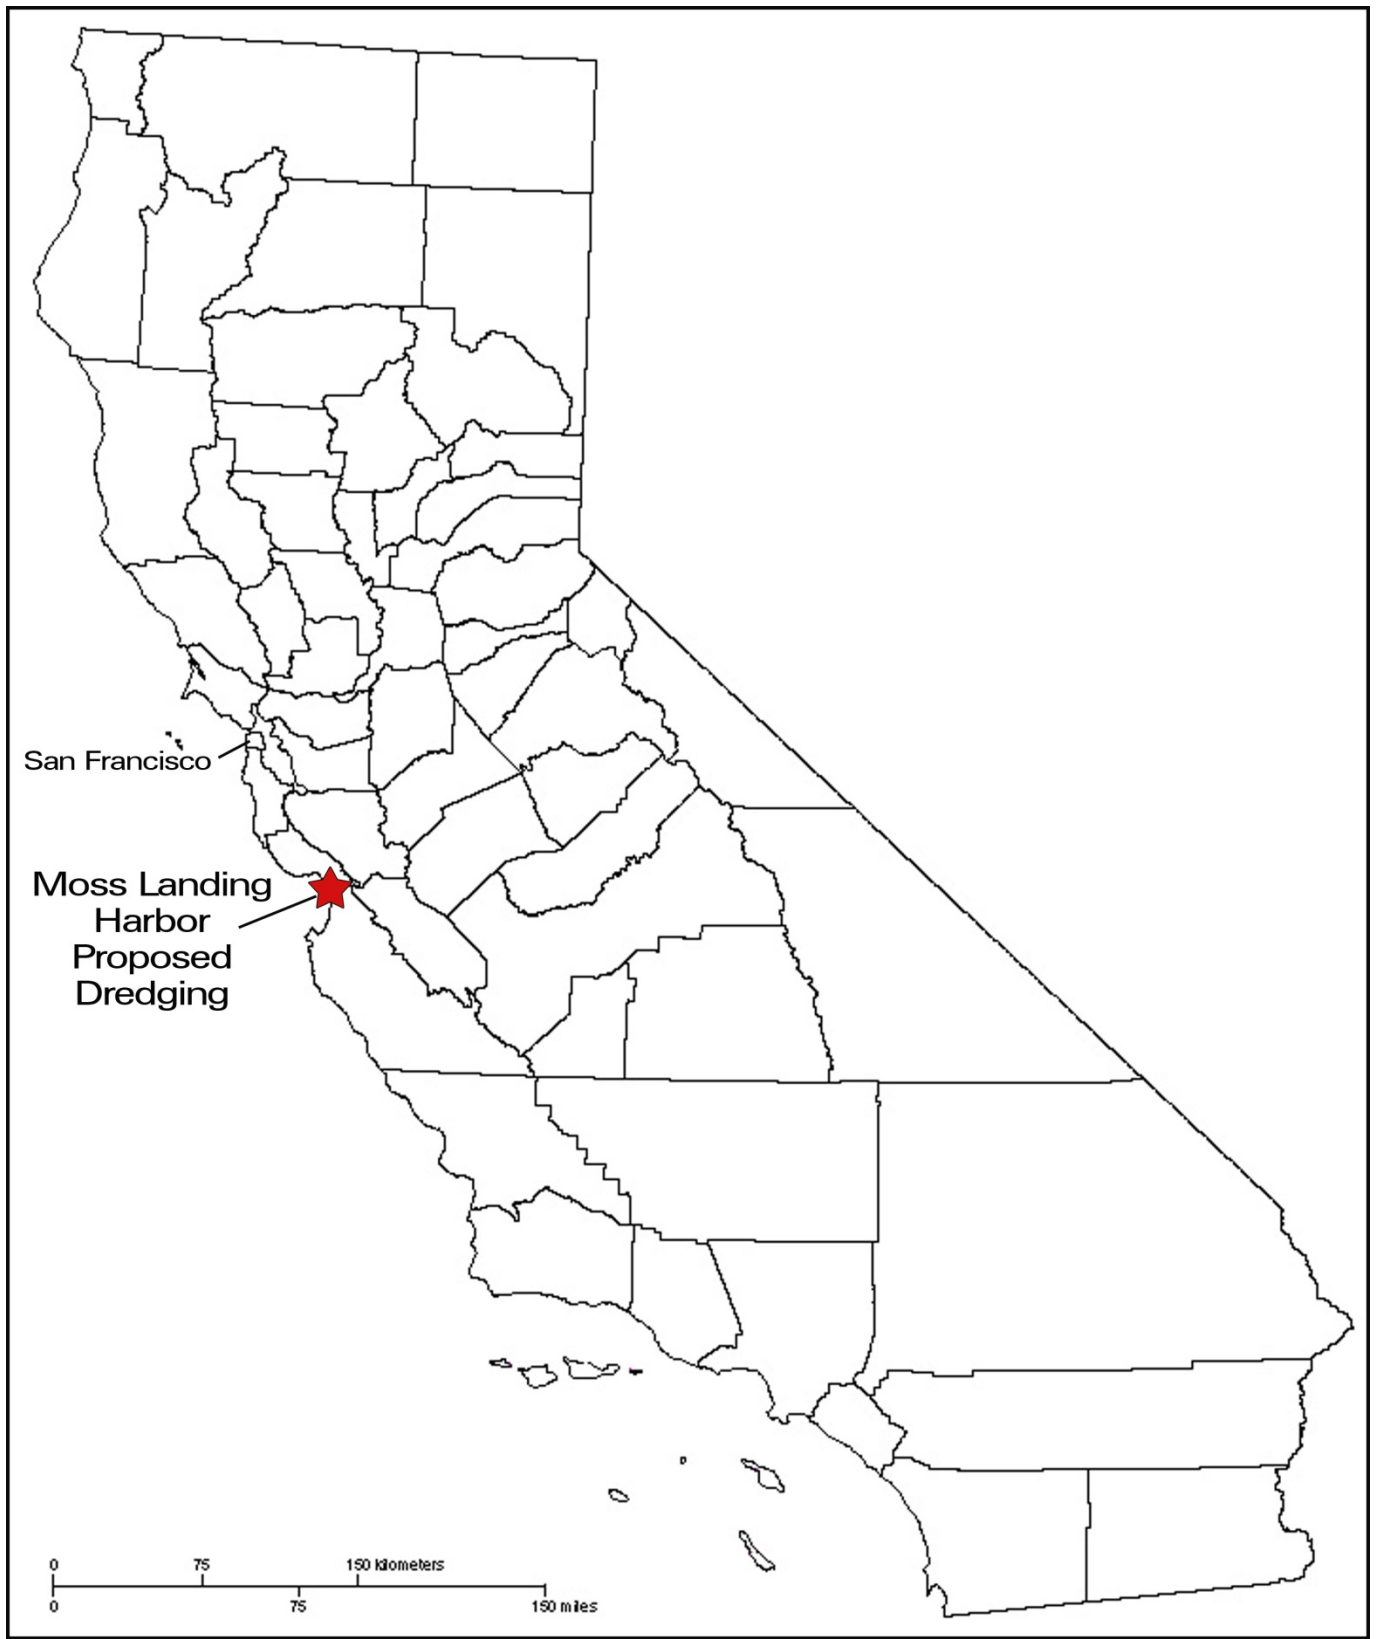 San Francisco
Moss Landing
Harbor
Proposed
Dredging
0 75 150 kilometers
0 75 150 miles